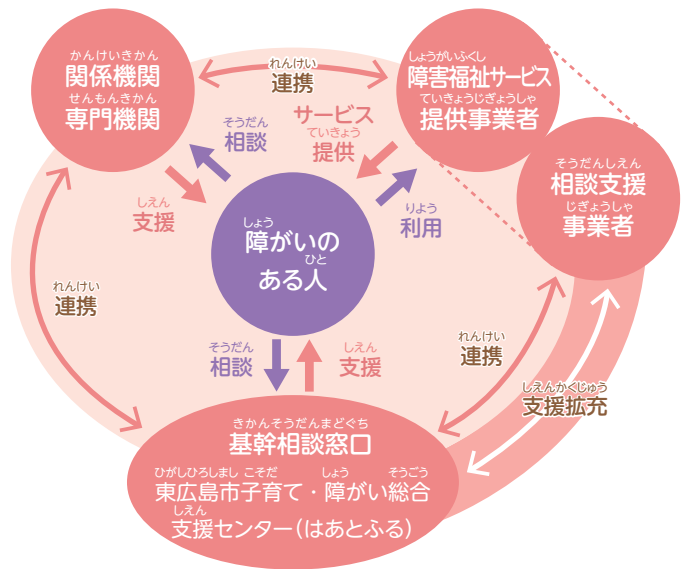 かんけいきかん
関係機関
せんもんきかん
専門機関
れんけい
連携
しょうがいふくし
障害福祉サービス
ていきょうじぎょうしゃ
提供事業者
そうだんしえん
相談支援
じぎょうしゃ
事業者
そうだん
相談
サービス
ていきょう
提供
しえん
支援
りよう
利用
しょう
障がいの
ひと
ある人
れんけい
連携
そうだん
相談
しえん
支援
れんけい
連携
しえんかくじゅう
支援拡充
きかんそうだんまどぐち
基幹相談窓口
ひがしひろしまし こそだ しょう そうごう
東広島市子育て・障がい総合
しえん
支援センター(はあとふる)